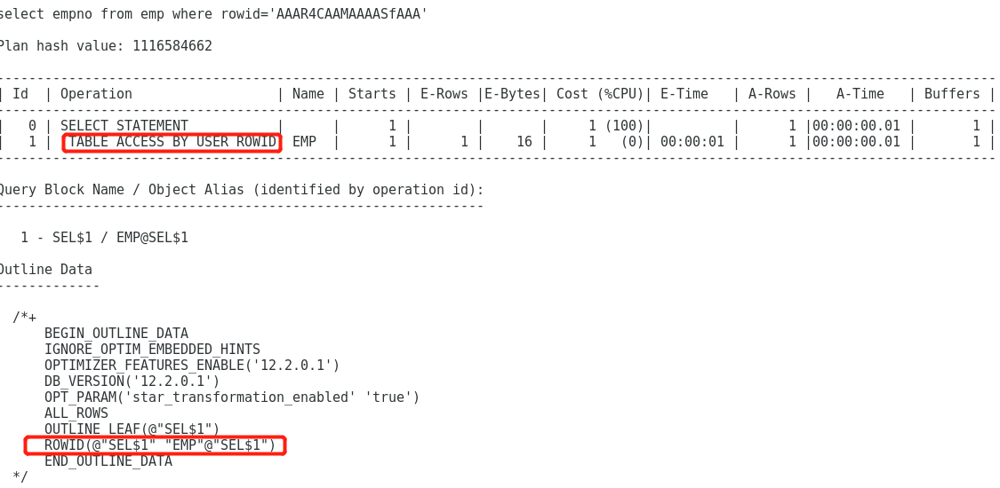 select empno from emp where rowid='AAAR4CAAMAAAASfAAA'
Plan hash value: 1116584662
---------------------------------------------------------------------------------------------------------------------------
| Id  | Operation                  | Name | Starts | E-Rows |E-Bytes| Cost (%CPU)| E-Time   | A-Rows |   A-Time   | Buffers |
---------------------------------------------------------------------------------------------------------------------------
|   0 | SELECT STATEMENT           |      |      1 |        |       |     1 (100)|          |      1 |00:00:00.01 |       1 |
|   1 |  TABLE ACCESS BY USER ROWID| EMP  |      1 |      1 |    16 |     1   (0)| 00:00:01 |      1 |00:00:00.01 |       1 |
---------------------------------------------------------------------------------------------------------------------------
Query Block Name / Object Alias (identified by operation id):
-------------------------------------------------------------
   1 - SEL$1 / EMP@SEL$1
Outline Data
-------------
  /*+
      BEGIN_OUTLINE_DATA
      IGNORE_OPTIM_EMBEDDED_HINTS
      OPTIMIZER_FEATURES_ENABLE('12.2.0.1')
      DB_VERSION('12.2.0.1')
      OPT_PARAM('star_transformation_enabled' 'true')
      ALL_ROWS
      OUTLINE_LEAF(@"SEL$1")
      ROWID(@"SEL$1" "EMP"@"SEL$1")
      END_OUTLINE_DATA
  */